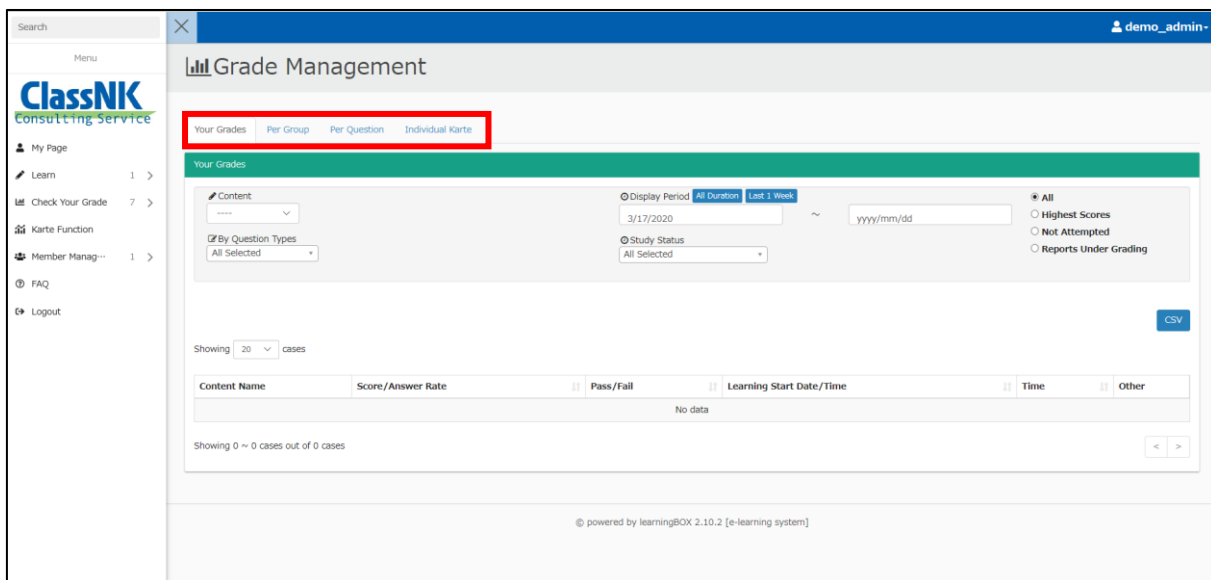 Search
demo_admin
Menu
Grade Management
ClassNK
Consulting Service
Your Grades Per Group Per Question Individual Karte
My Page
Learn 1 >
Check Your Grade 7 >
Karte Function
Member Manag… 1 >
FAQ
Logout
Your Grades
Content
----
Display Period All Duration Last 1 Week
3/17/2020 ~ yyyy/mm/dd
By Question Types
All Selected
Study Status
All Selected
All
Highest Scores
Not Attempted
Reports Under Grading
CSV
Showing 20 cases
Content Name Score/Answer Rate Pass/Fail Learning Start Date/Time Time Other
No data
Showing 0 ~ 0 cases out of 0 cases
< >
© powered by learningBOX 2.10.2 [e-learning system]